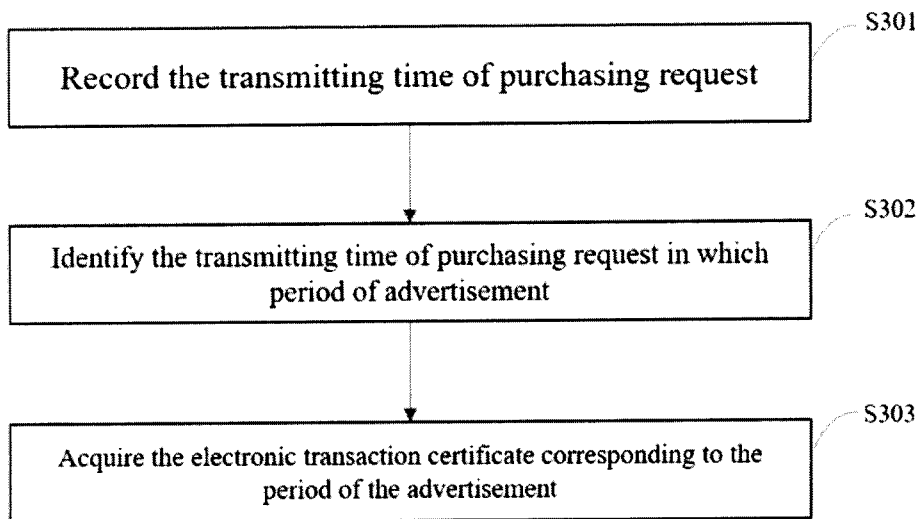 S301
Record the transmitting time of purchasing request
S302
Identify the transmitting time of purchasing request in which
period of advertisement
S303
Acquire the electronic transaction certificate corresponding to the
period of the advertisement